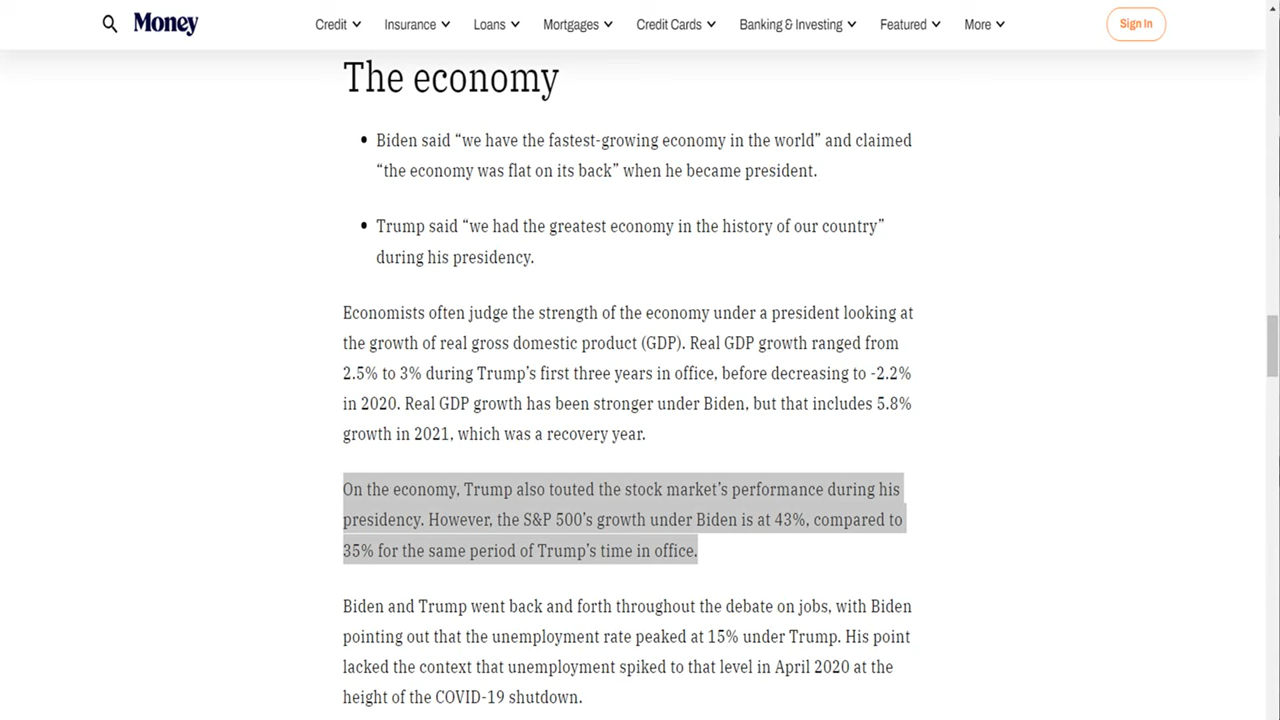 Money
Credit
Insurance
Loans
Mortgages
Credit Cards
Banking & Investing
Featured
More
Sign In
The economy
• Biden said “we have the fastest-growing economy in the world” and claimed
“the economy was flat on its back” when he became president.
• Trump said “we had the greatest economy in the history of our country”
during his presidency.
Economists often judge the strength of the economy under a president looking at
the growth of real gross domestic product (GDP). Real GDP growth ranged from
2.5% to 3% during Trump’s first three years in office, before decreasing to -2.2%
in 2020. Real GDP growth has been stronger under Biden, but that includes 5.8%
growth in 2021, which was a recovery year.
On the economy, Trump also touted the stock market’s performance during his
presidency. However, the S&P 500’s growth under Biden is at 43%, compared to
35% for the same period of Trump’s time in office.
Biden and Trump went back and forth throughout the debate on jobs, with Biden
pointing out that the unemployment rate peaked at 15% under Trump. His point
lacked the context that unemployment spiked to that level in April 2020 at the
height of the COVID-19 shutdown.